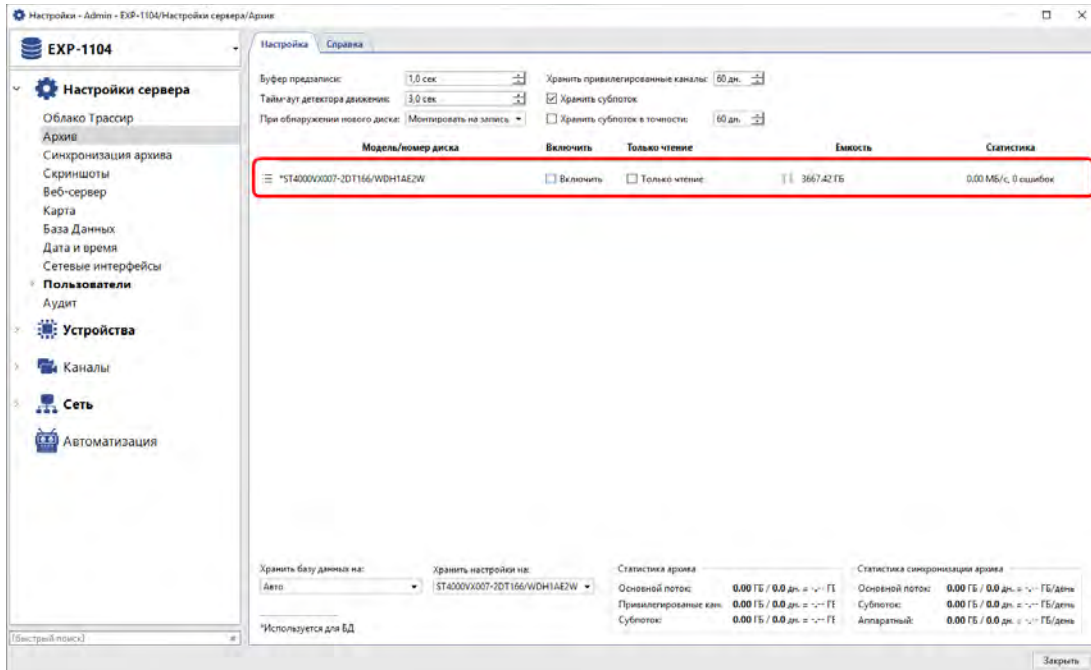 Настройки - Admin - EXP-1104/Настройки сервера/Архив
EXP-1104
Настройки сервера
Облако Трассир
Архив
Синхронизация архива
Скриншоты
Веб-сервер
Карта
База Данных
Дата и время
Сетевые интерфейсы
Пользователи
Аудит
Устройства
Каналы
Сеть
Автоматизация
[быстрый поиск]
Настройка Справка
Буфер предзаписи: 1,0 сек Хранить привилегированные каналы: 60 дн.
Тайм-аут детектора движения: 3,0 сек Хранить субпоток
При обнаружении нового диска: Монтировать на запись Хранить субпоток в точности: 60 дн.
Модель/номер диска Включить Только чтение Емкость Статистика
*ST4000VX007-2DT166/WDH1AE2W Включить Только чтение 3667.42 ГБ 0.00 МБ/с, 0 ошибок
Хранить базу данных на: Хранить настройки на:
Авто ST4000VX007-2DT166/WDH1AE2W
*Используется для БД
Статистика архива
Основной поток: 0.00 ГБ / 0.0 дн. = -.-- ГБ
Привилегированые кан. 0.00 ГБ / 0.0 дн. = -.-- ГБ
Субпоток: 0.00 ГБ / 0.0 дн. = -.-- ГБ
Статистика синхронизации архива
Основной поток: 0.00 ГБ / 0.0 дн. = -.-- ГБ/день
Субпоток: 0.00 ГБ / 0.0 дн. = -.-- ГБ/день
Аппаратный: 0.00 ГБ / 0.0 дн. = -.-- ГБ/день
Закрыть